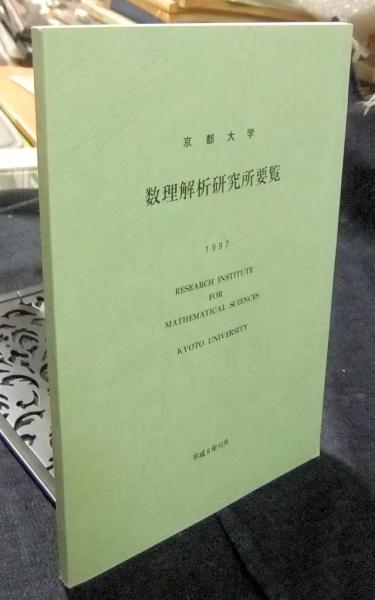 京都大学
数理解析研究所要覧
1997
RESEARCH INSTITUTE
FOR
MATHEMATICAL SCIENCES
KYOTO UNIVERSITY
平成9年10月